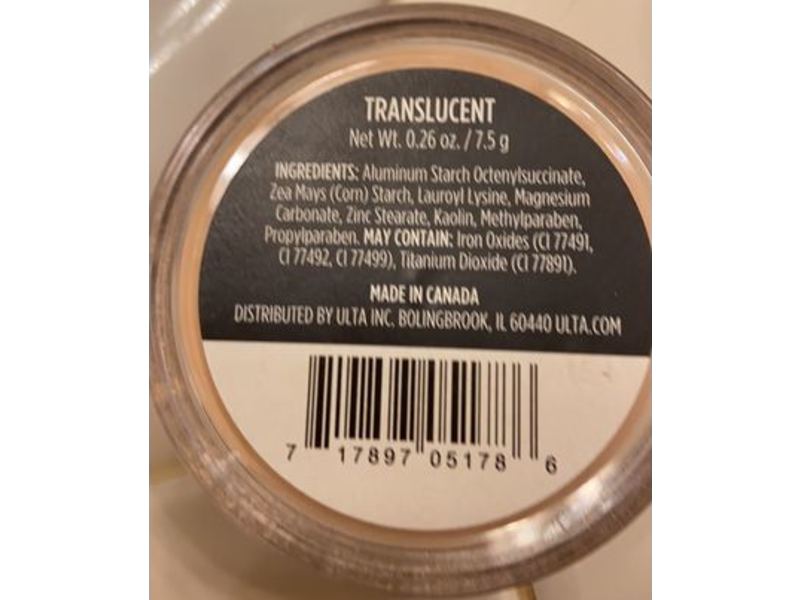 TRANSLUCENT
Net Wt. 0.26 oz. / 7.5 g
INGREDIENTS: Aluminum Starch Octenylsuccinate,
Zea Mays (Corn) Starch, Lauroyl Lysine, Magnesium
Carbonate, Zinc Stearate, Kaolin, Methylparaben,
Propylparaben. MAY CONTAIN: Iron Oxides (CI 77491,
CI 77492, CI 77499), Titanium Dioxide (CI 77891).
MADE IN CANADA
DISTRIBUTED BY ULTA INC. BOLINGBROOK, IL 60440 ULTA.COM
7 17897 05178 6